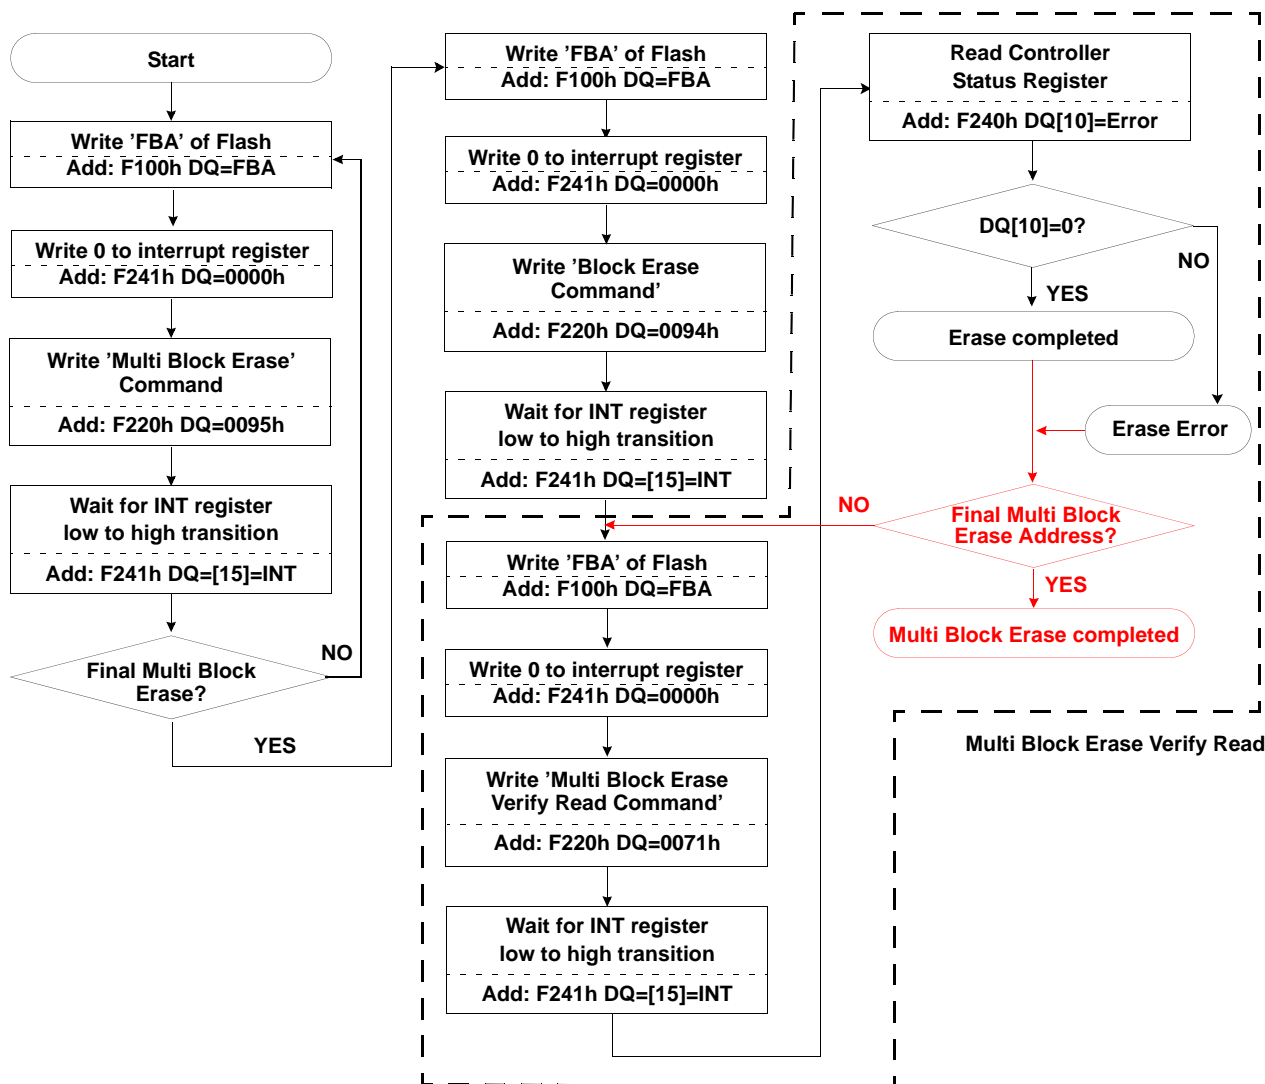 Start
Write ’FBA’ of Flash
Add: F100h DQ=FBA
Write 0 to interrupt register
Add: F241h DQ=0000h
Write ’Multi Block Erase’
Command
Add: F220h DQ=0095h
Wait for INT register
low to high transition
Add: F241h DQ=[15]=INT
Final Multi Block
Erase?
NO
YES
Write ’FBA’ of Flash
Add: F100h DQ=FBA
Write 0 to interrupt register
Add: F241h DQ=0000h
Write ’Block Erase
Command’
Add: F220h DQ=0094h
Wait for INT register
low to high transition
Add: F241h DQ=[15]=INT
Write ’FBA’ of Flash
Add: F100h DQ=FBA
Write 0 to interrupt register
Add: F241h DQ=0000h
Write ’Multi Block Erase
Verify Read Command’
Add: F220h DQ=0071h
Wait for INT register
low to high transition
Add: F241h DQ=[15]=INT
Read Controller
Status Register
Add: F240h DQ[10]=Error
DQ[10]=0?
NO
YES
Erase completed
Erase Error
NO
Final Multi Block
Erase Address?
YES
Multi Block Erase completed
Multi Block Erase Verify Read